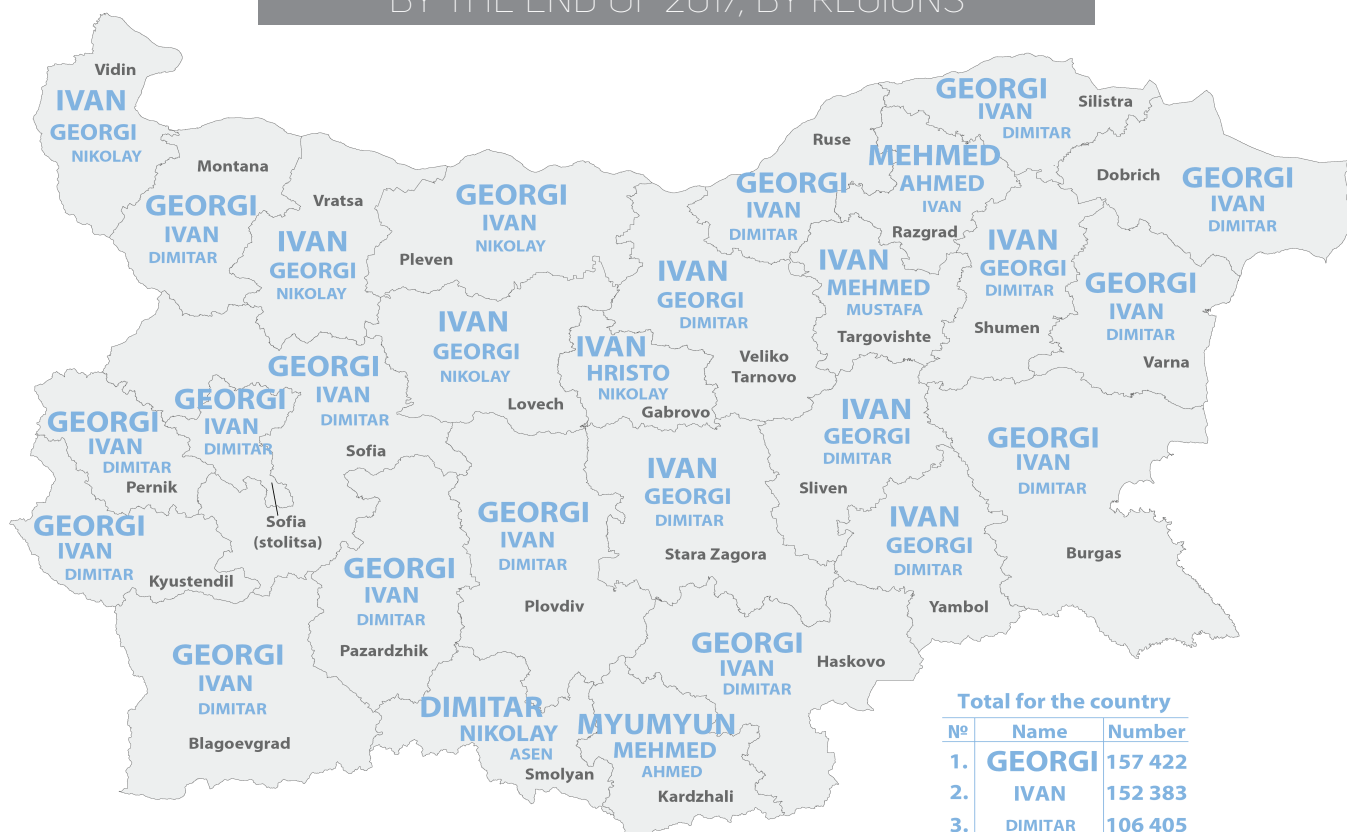 BY THE END OF 2017, BY REGIONS
Vidin
IVAN
GEORGI
NIKOLAY
Montana
GEORGI
IVAN
DIMITAR
Vratsa
IVAN
GEORGI
NIKOLAY
GEORGI
IVAN
NIKOLAY
Pleven
IVAN
GEORGI
NIKOLAY
Lovech
IVAN
HRISTO
NIKOLAY
Gabrovo
IVAN
GEORGI
DIMITAR
Veliko
Tarnovo
Ruse
GEORGI
IVAN
DIMITAR
GEORGI
IVAN
DIMITAR
Silistra
MEHMED
AHMED
IVAN
Razgrad
Dobrich
GEORGI
IVAN
DIMITAR
IVAN
MEHMED
MUSTAFA
Targovishte
IVAN
GEORGI
DIMITAR
Shumen
GEORGI
IVAN
DIMITAR
Varna
GEORGI
IVAN
DIMITAR
Sofia
GEORGI
IVAN
DIMITAR
Sofia
(stolitsa)
GEORGI
IVAN
DIMITAR
Pernik
GEORGI
IVAN
DIMITAR
Kyustendil
GEORGI
IVAN
DIMITAR
Blagoevgrad
GEORGI
IVAN
DIMITAR
Pazardzhik
GEORGI
IVAN
DIMITAR
Plovdiv
IVAN
GEORGI
DIMITAR
Stara Zagora
IVAN
GEORGI
DIMITAR
Sliven
IVAN
GEORGI
DIMITAR
Yambol
GEORGI
IVAN
DIMITAR
Burgas
GEORGI
IVAN
DIMITAR
Haskovo
DIMITAR
NIKOLAY
ASEN
Smolyan
MYUMYUN
MEHMED
AHMED
Kardzhali
Total for the country
№ Name Number
1. GEORGI 157 422
2. IVAN 152 383
3. DIMITAR 106 405